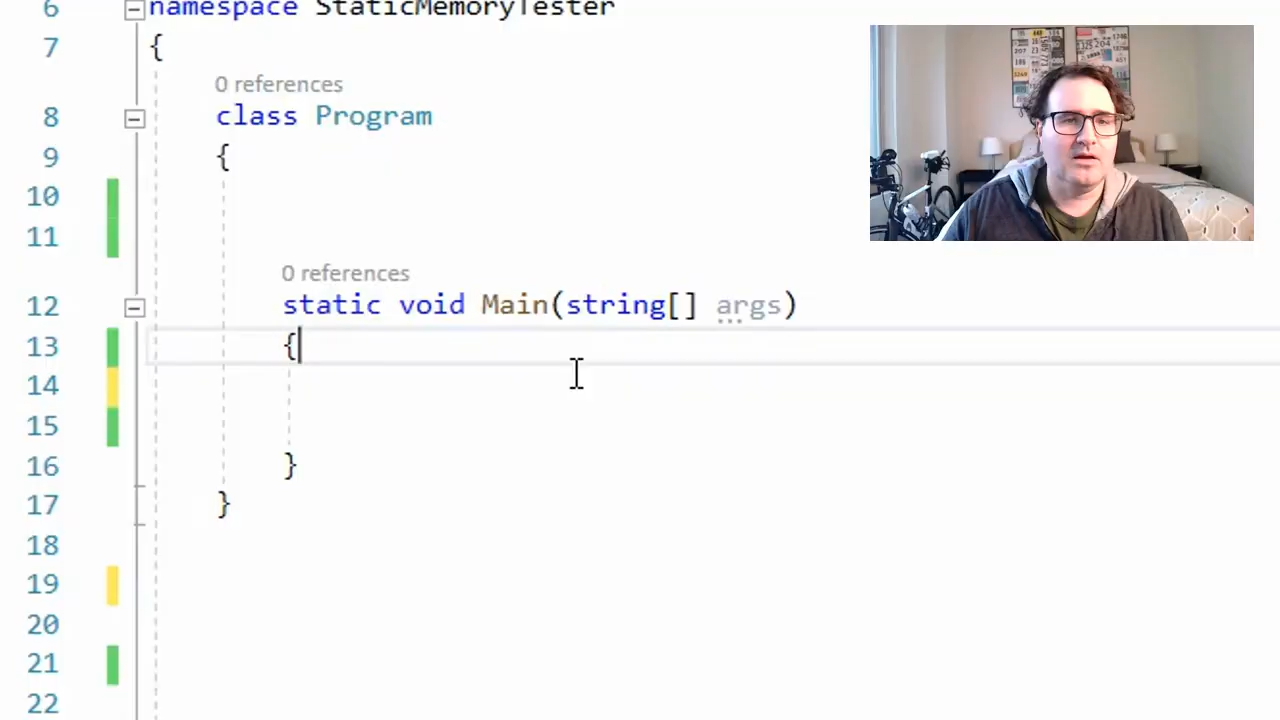 6 namespace StaticMemoryTester
7 {
0 references
8 class Program
9 {
10
11
0 references
12 static void Main(string[] args)
13 {
14
15
16 }
17 }
18
19
20
21
22